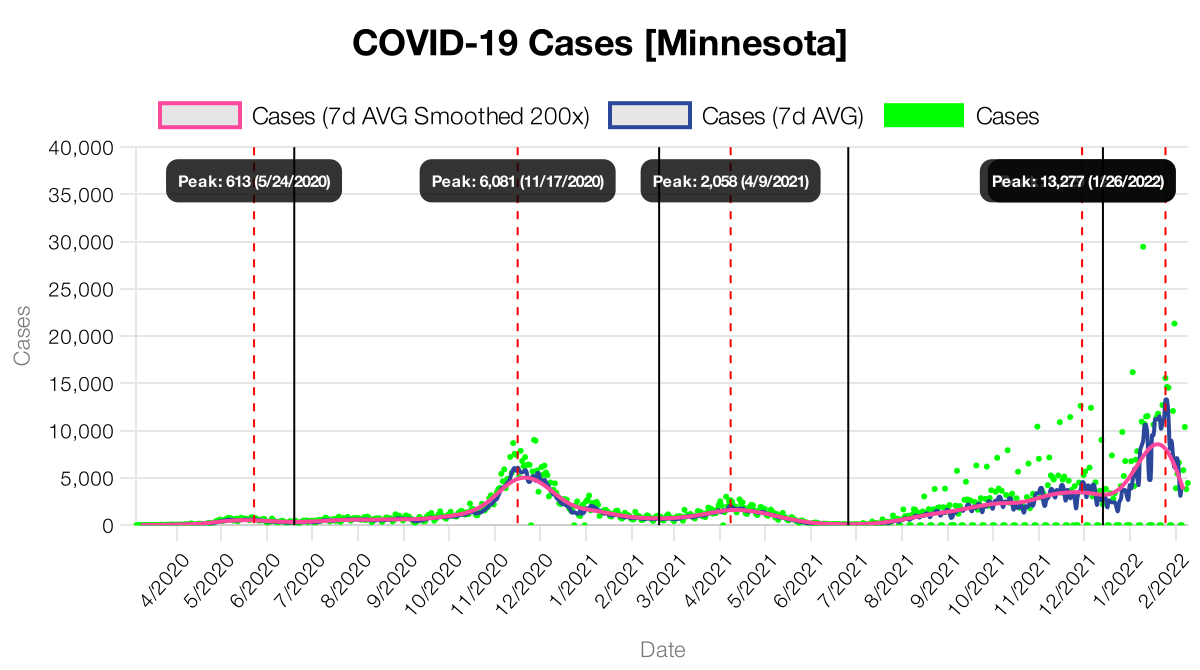 COVID-19 Cases [Minnesota]
Cases (7d AVG Smoothed 200x) Cases (7d AVG) Cases
40,000
35,000
30,000
25,000
20,000
15,000
10,000
5,000
0
Peak: 613 (5/24/2020) Peak: 6,081 (11/17/2020) Peak: 2,058 (4/9/2021) Peak: 13,277 (1/26/2022)
Cases
4/2020 5/2020 6/2020 7/2020 8/2020 9/2020 10/2020 11/2020 12/2020 1/2021 2/2021 3/2021 4/2021 5/2021 6/2021 7/2021 8/2021 9/2021 10/2021 11/2021 12/2021 1/2022 2/2022
Date